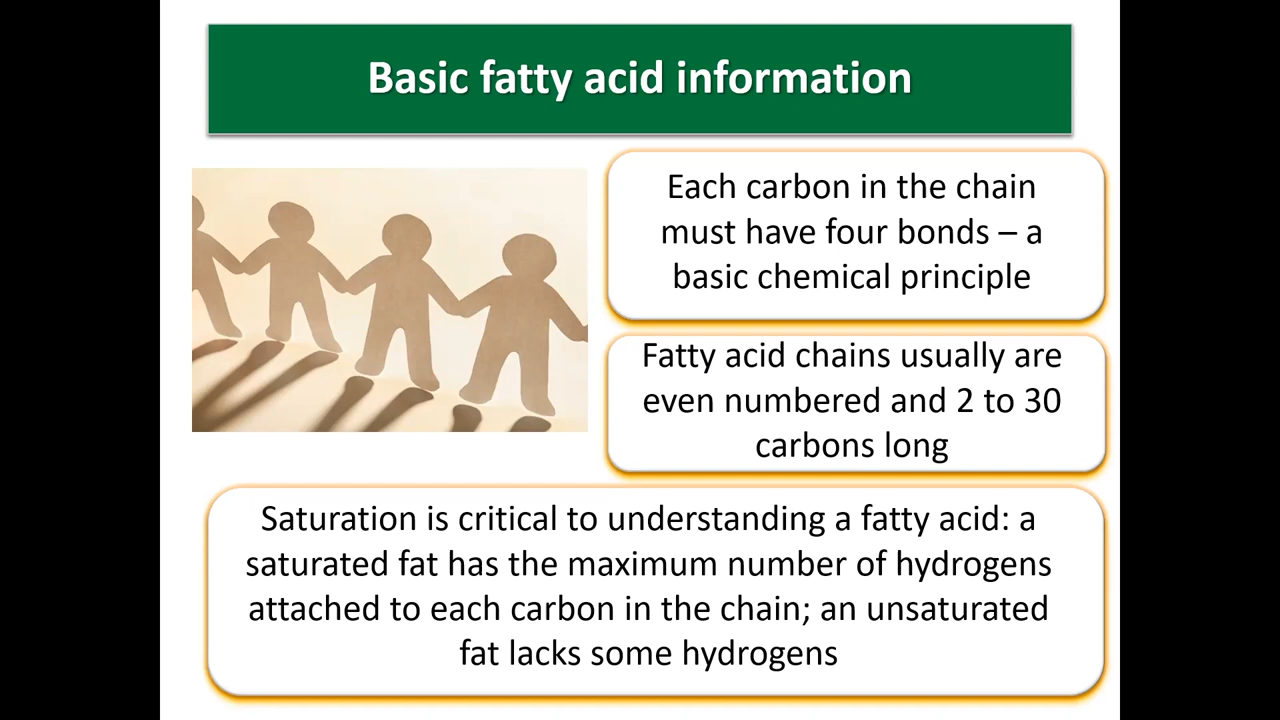 Basic fatty acid information
Each carbon in the chain
must have four bonds – a
basic chemical principle
Fatty acid chains usually are
even numbered and 2 to 30
carbons long
Saturation is critical to understanding a fatty acid: a
saturated fat has the maximum number of hydrogens
attached to each carbon in the chain; an unsaturated
fat lacks some hydrogens